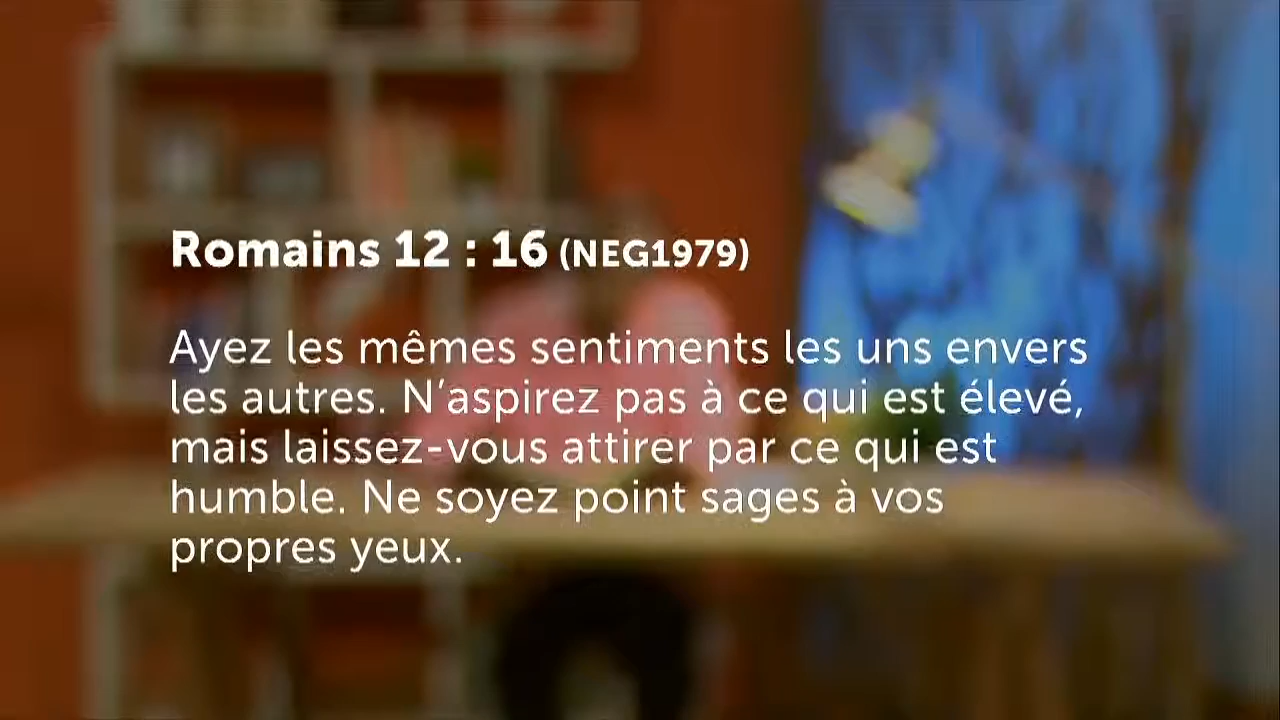 Romains 12 : 16 (NEG1979)
Ayez les mêmes sentiments les uns envers
les autres. N’aspirez pas à ce qui est élevé,
mais laissez-vous attirer par ce qui est
humble. Ne soyez point sages à vos
propres yeux.